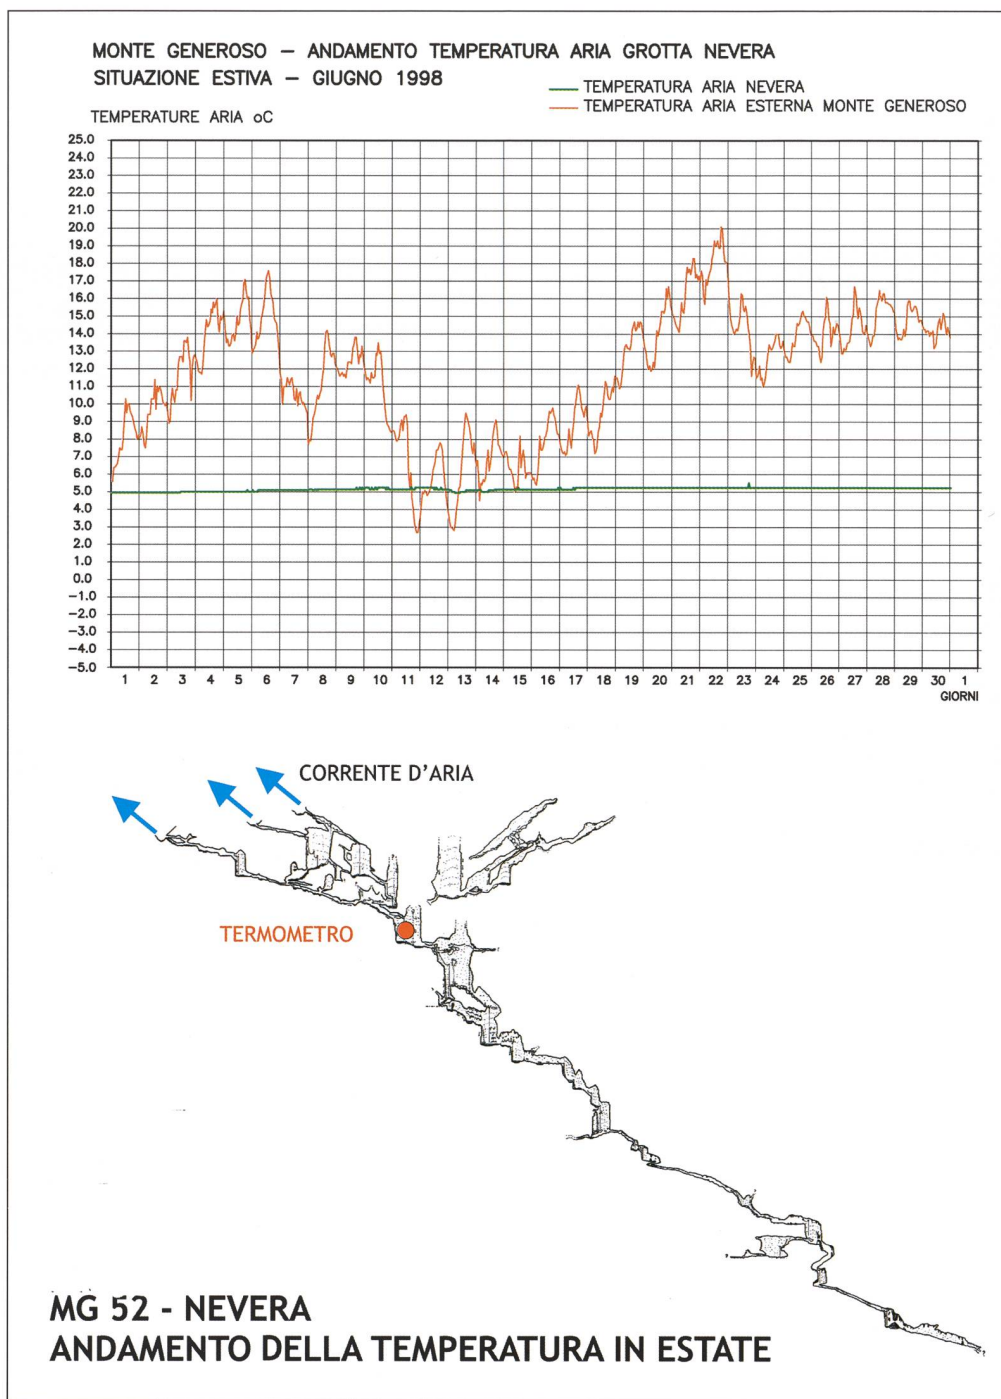 MONTE GENEROSO – ANDAMENTO TEMPERATURA ARIA GROTTA NEVERA
SITUAZIONE ESTIVA – GIUGNO 1998
TEMPERATURA ARIA NEVERA
TEMPERATURA ARIA ESTERNA MONTE GENEROSO
TEMPERATURE ARIA oC
25.0
24.0
23.0
22.0
21.0
20.0
19.0
18.0
17.0
16.0
15.0
14.0
13.0
12.0
11.0
10.0
9.0
8.0
7.0
6.0
5.0
4.0
3.0
2.0
1.0
0.0
–1.0
–2.0
–3.0
–4.0
–5.0
1 2 3 4 5 6 7 8 9 10 11 12 13 14 15 16 17 18 19 20 21 22 23 24 25 26 27 28 29 30 1
GIORNI
CORRENTE D'ARIA
TERMOMETRO
MG 52 - NEVERA
ANDAMENTO DELLA TEMPERATURA IN ESTATE